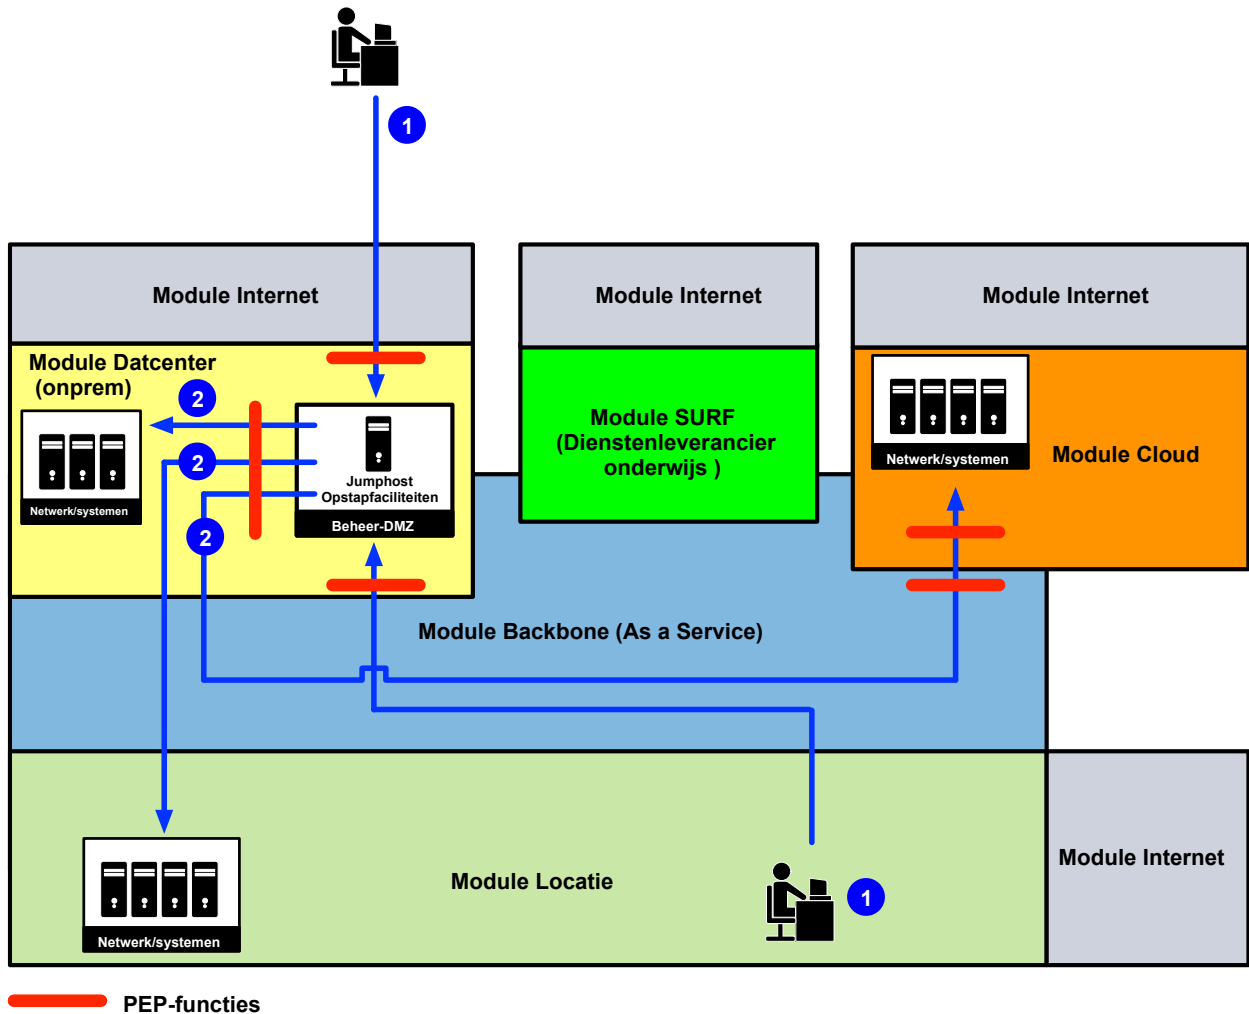 1
Module Internet
Module Internet
Module Internet
Module Datcenter
(onprem)
2
2
2
Netwerk/systemen
Jumphost
Opstapfaciliteiten
Beheer-DMZ
Module SURF
(Dienstenleverancier
onderwijs )
Netwerk/systemen
Module Cloud
Module Backbone (As a Service)
Netwerk/systemen
Module Locatie
1
Module Internet
PEP-functies